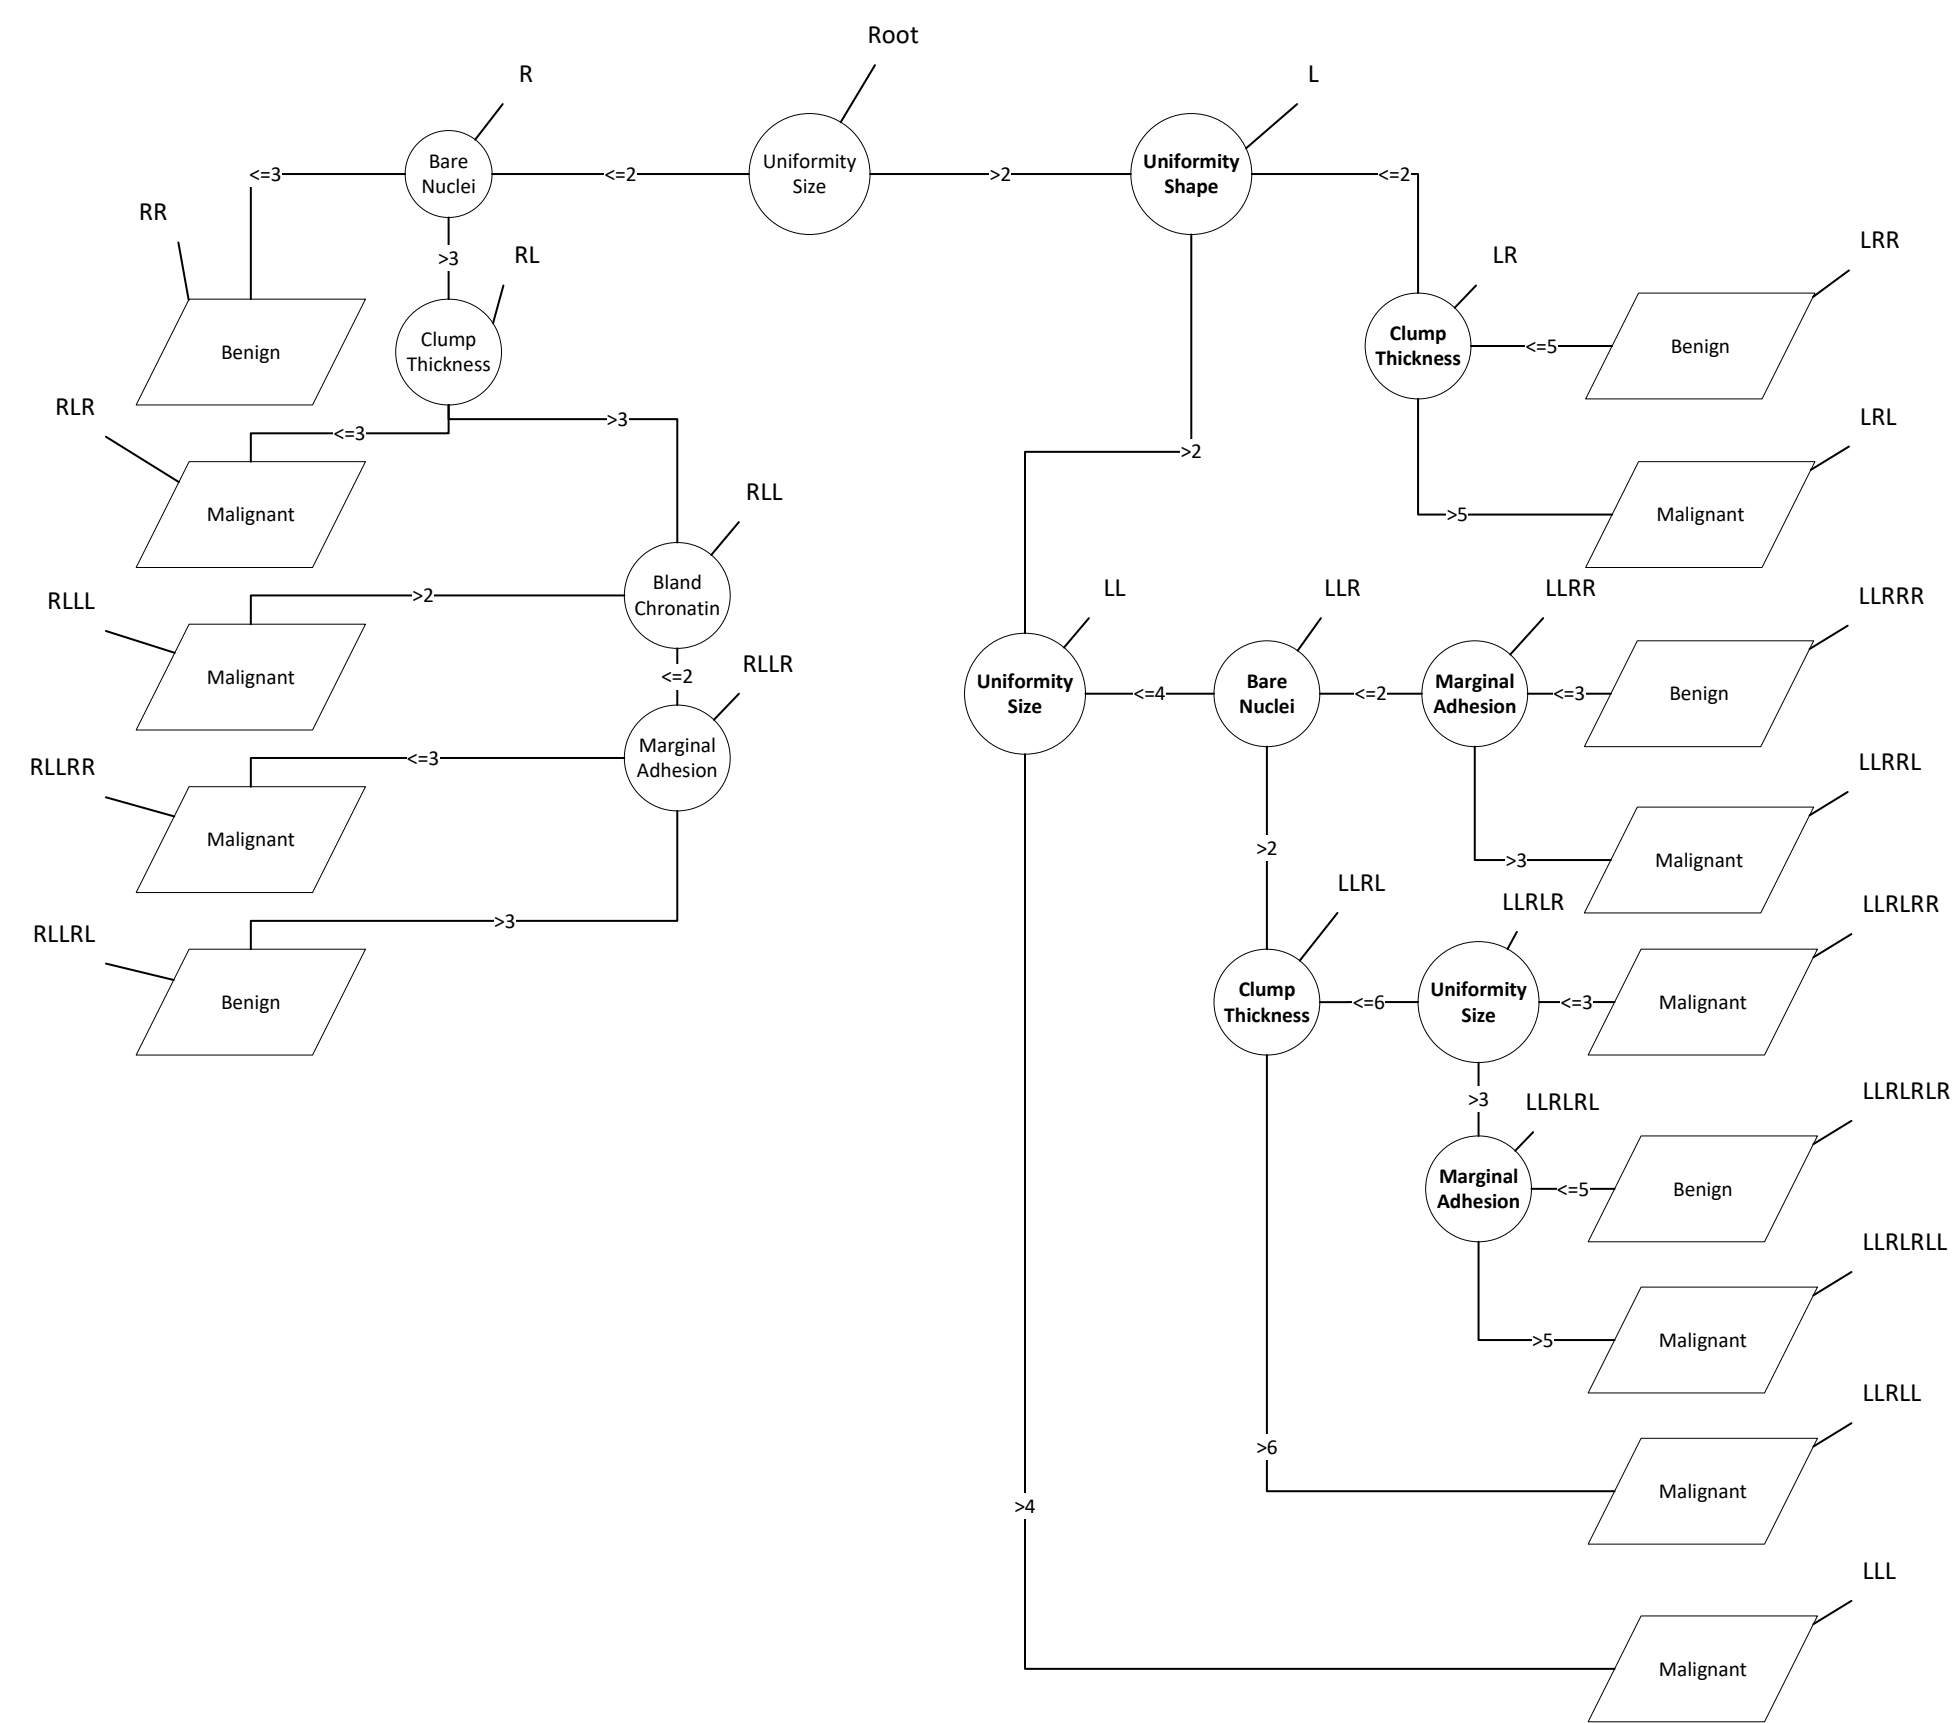 Root
R
L
Bare
Nuclei
Uniformity
Size
Uniformity
Shape
<=3
<=2
>2
<=2
RR
>3
RL
LR
LRR
Benign
Clump
Thickness
Clump
Thickness
<=5
Benign
RLR
<=3
>3
LRL
>2
Malignant
RLL
>5
Malignant
Bland
Chronatin
>2
RLLL
LL
LLR
LLRR
LLRRR
Malignant
<=2
RLLR
Uniformity
Size
<=4
Bare
Nuclei
<=2
Marginal
Adhesion
<=3
Benign
Marginal
Adhesion
<=3
RLLRR
LLRRL
Malignant
>2
>3
Malignant
RLLRL
>3
LLRL
LLRLR
LLRLRR
Benign
Clump
Thickness
<=6
Uniformity
Size
<=3
Malignant
>3
LLRLRL
LLRLRLR
Marginal
Adhesion
<=5
Benign
LLRLRLL
>5
Malignant
LLRLL
>6
Malignant
>4
LLL
Malignant